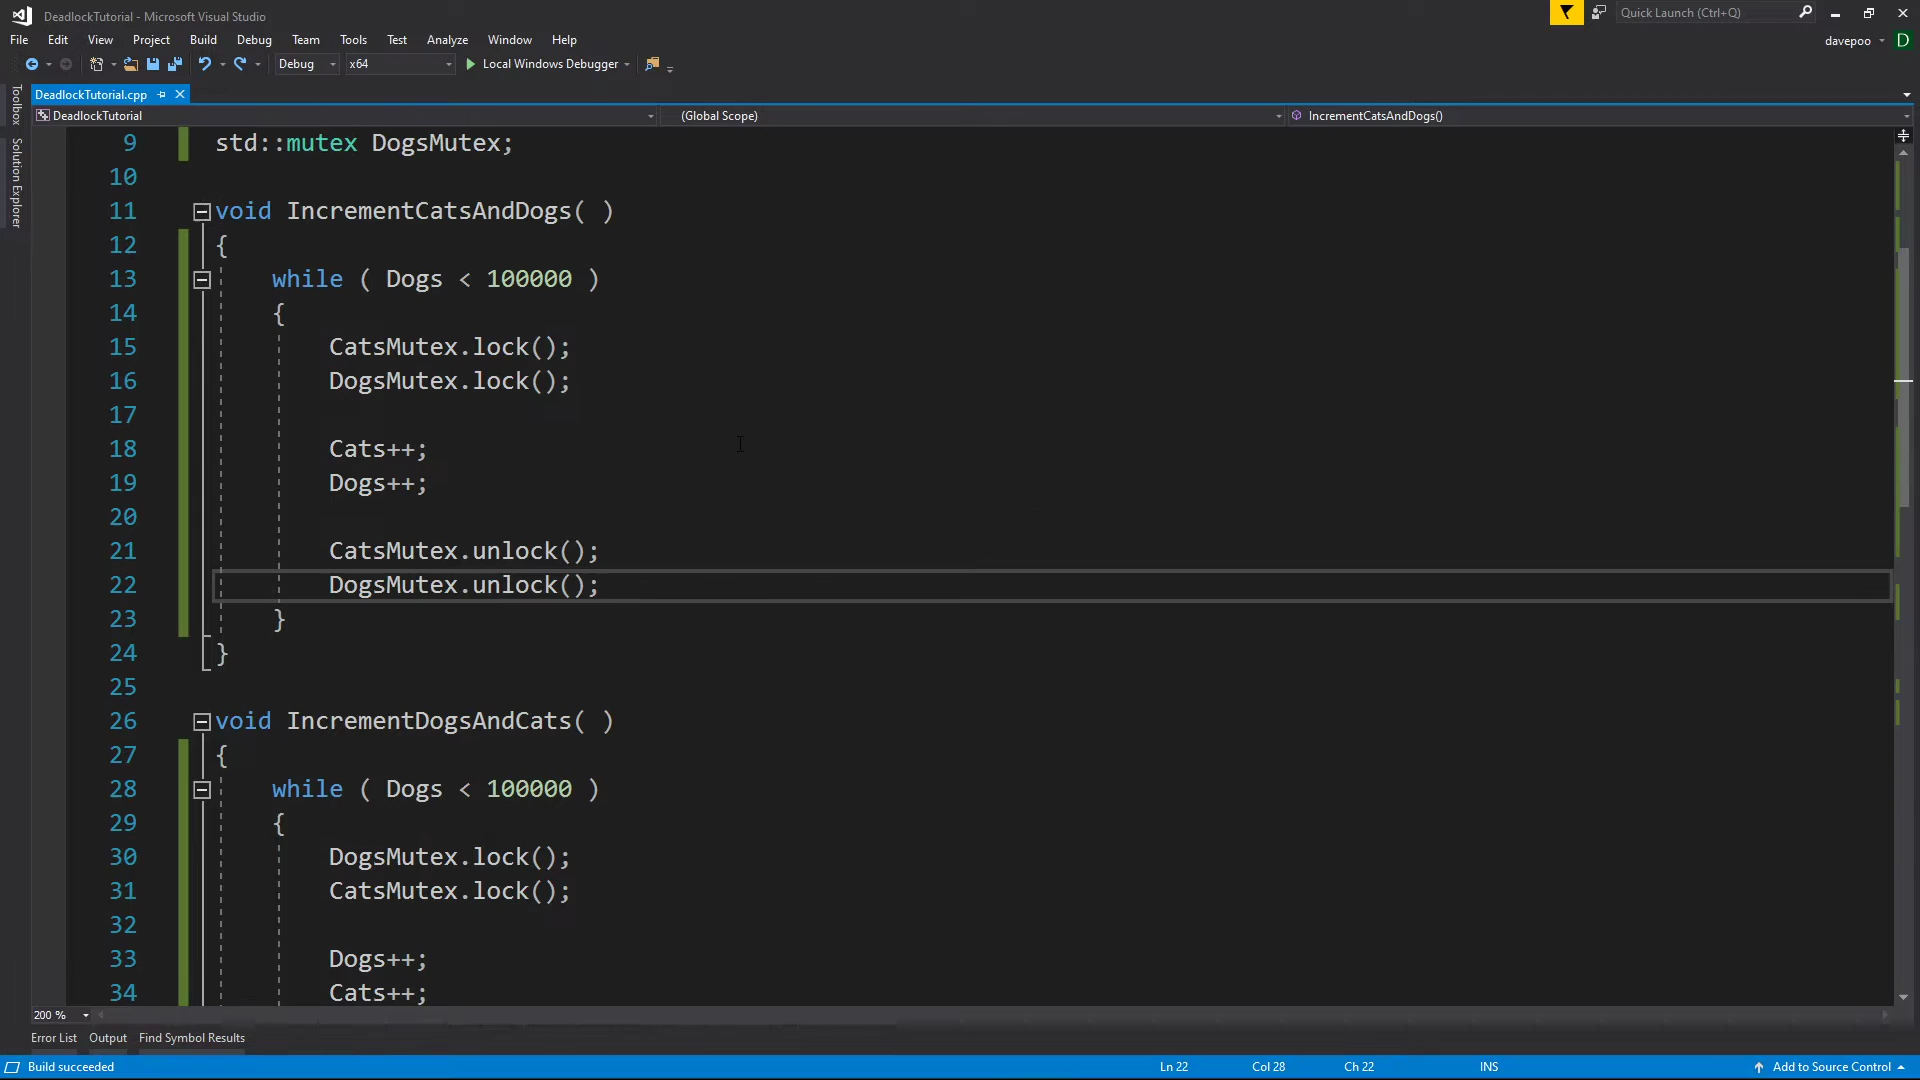 DeadlockTutorial - Microsoft Visual Studio
Quick Launch (Ctrl+Q)
File Edit View Project Build Debug Team Tools Test Analyze Window Help
davepoo D
Debug x64 Local Windows Debugger
DeadlockTutorial.cpp
DeadlockTutorial (Global Scope) IncrementCatsAndDogs()
Toolbox
Solution Explorer
9 std::mutex DogsMutex;
10
11 void IncrementCatsAndDogs( )
12 {
13 while ( Dogs < 100000 )
14 {
15 CatsMutex.lock();
16 DogsMutex.lock();
17
18 Cats++;
19 Dogs++;
20
21 CatsMutex.unlock();
22 DogsMutex.unlock();
23 }
24 }
25
26 void IncrementDogsAndCats( )
27 {
28 while ( Dogs < 100000 )
29 {
30 DogsMutex.lock();
31 CatsMutex.lock();
32
33 Dogs++;
34 Cats++;
200 %
Error List Output Find Symbol Results
Build succeeded Ln 22 Col 28 Ch 22 INS Add to Source Control